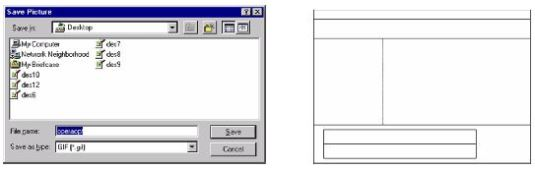 Save Picture
Save in: Desktop
My Computer des7
Network Neighborhood des8
My Briefcase des9
des10
des12
des6
File name: Save
Save as type: GIF (*.gif) Cancel